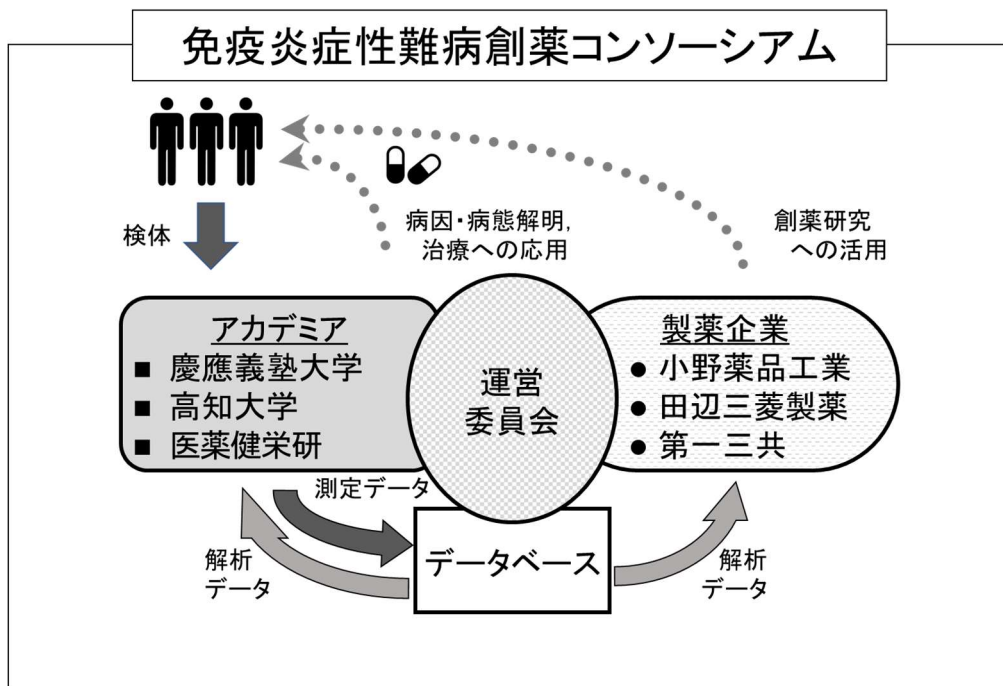 免疫炎症性難病創薬コンソーシアム
検体
病因・病態解明,
治療への応用
創薬研究
への活用
アカデミア
■ 慶應義塾大学
■ 高知大学
■ 医薬健栄研
運営
委員会
製薬企業
● 小野薬品工業
● 田辺三菱製薬
● 第一三共
測定データ
データベース
解析
データ
解析
データ